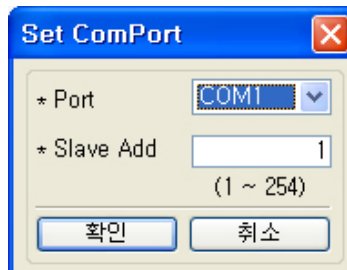 Set ComPort
* Port COM1
* Slave Add 1
(1 ~ 254)
확인 취소